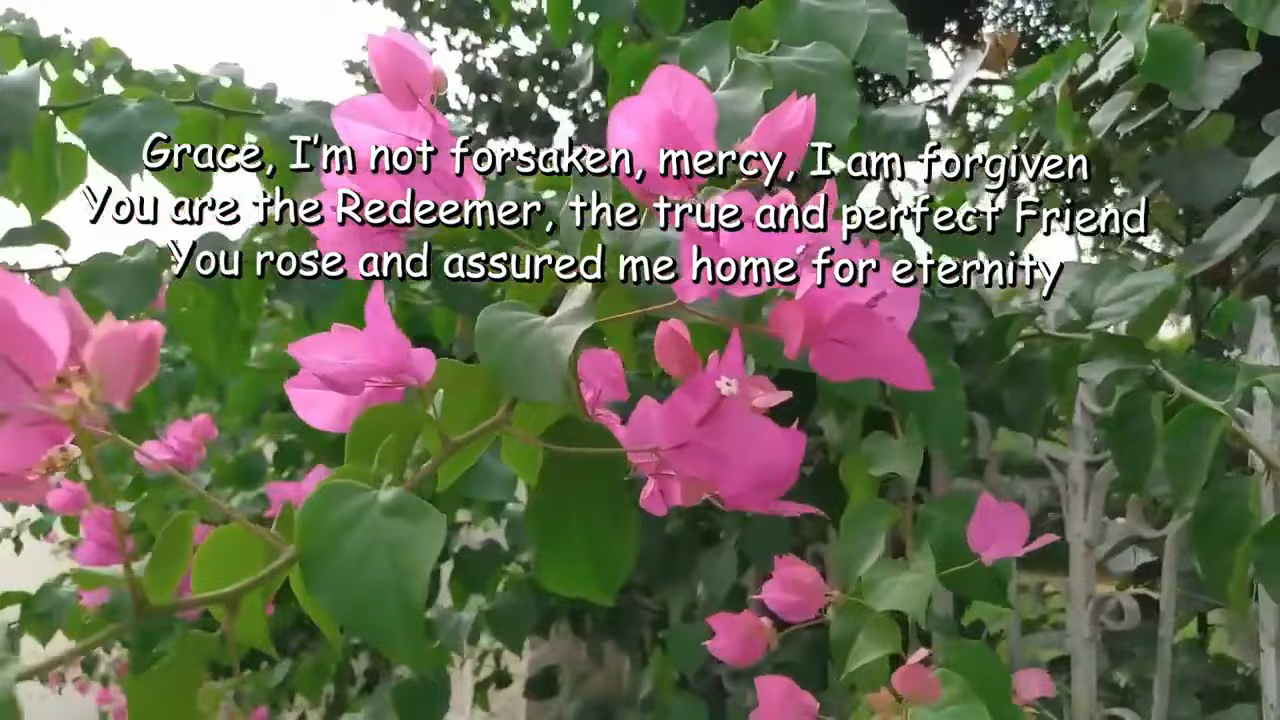 Grace, I'm not forsaken, mercy, I am forgiven
You are the Redeemer, the true and perfect Friend
You rose and assured me home for eternity